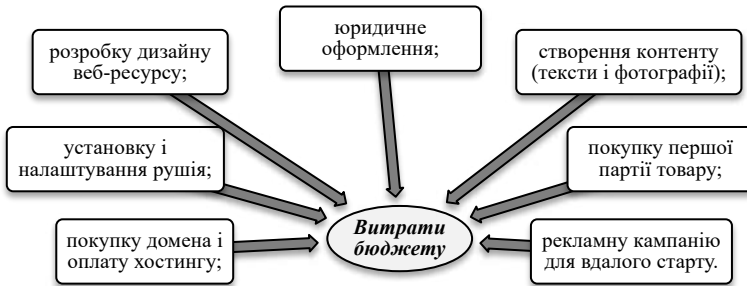 юридичне
оформлення;
розробку дизайну
веб-ресурсу;
створення контенту
(тексти і фотографії);
установку і
налаштування рушія;
покупку першої
партії товару;
покупку домена і
оплату хостингу;
Витрати
бюджету
рекламну кампанію
для вдалого старту.